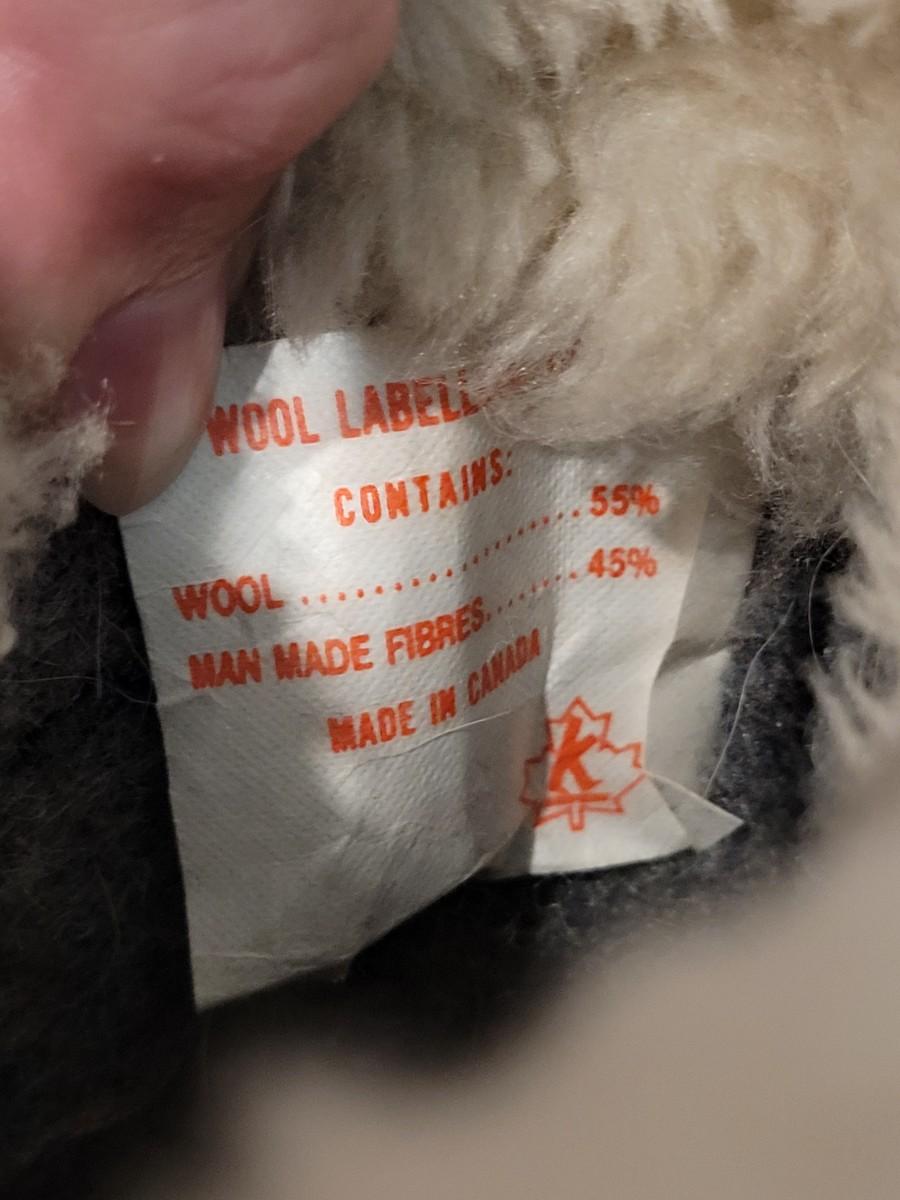 WOOL LABELL
CONTAINS:
WOOL .................... 55%
MAN MADE FIBRES....... 45%
MADE IN CANADA
K